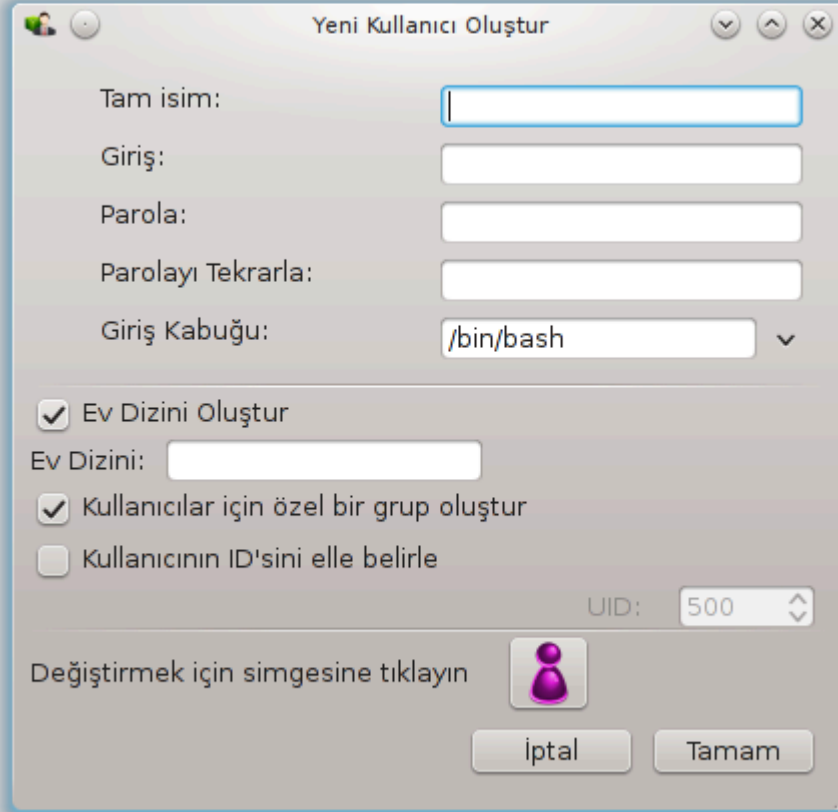 Yeni Kullanıcı Oluştur
Tam isim:
Giriş:
Parola:
Parolayı Tekrarla:
Giriş Kabuğu: /bin/bash
Ev Dizini Oluştur
Ev Dizini:
Kullanıcılar için özel bir grup oluştur
Kullanıcının ID'sini elle belirle
UID: 500
Değiştirmek için simgesine tıklayın
İptal Tamam